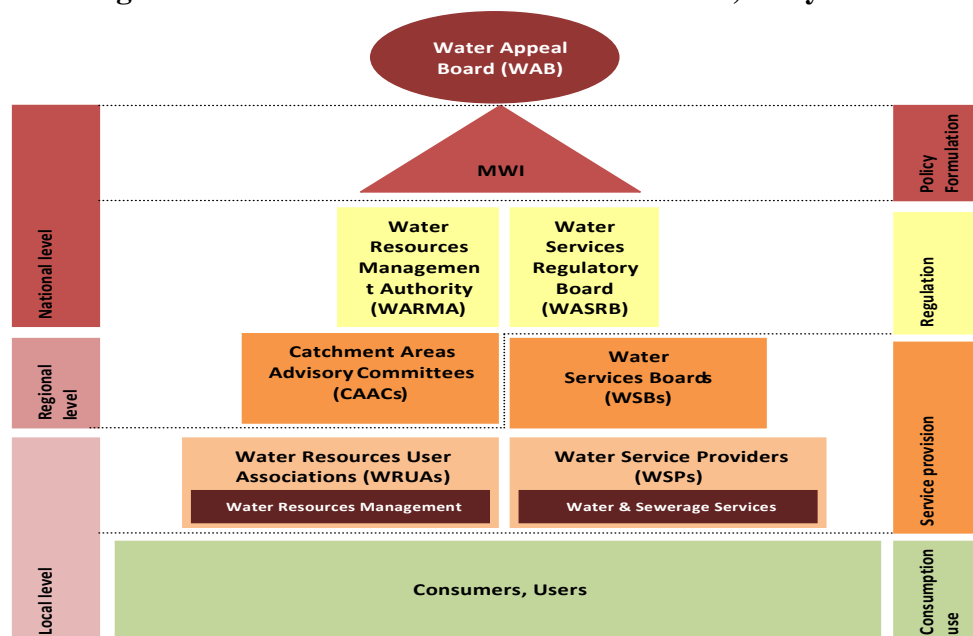 Water Appeal
Board (WAB)
MWI
Policy
Formulation
National level
Water
Resources
Managemen
t Authority
(WARMA)
Water
Services
Regulatory
Board
(WASRB)
Regulation
Regional
level
Catchment Areas
Advisory Committees
(CAACs)
Water
Services Boards
(WSBs)
Service provision
Water Resources User
Associations (WRUAs)
Water Resources Management
Water Service Providers
(WSPs)
Water & Sewerage Services
Local level
Consumers, Users
Consumption
use